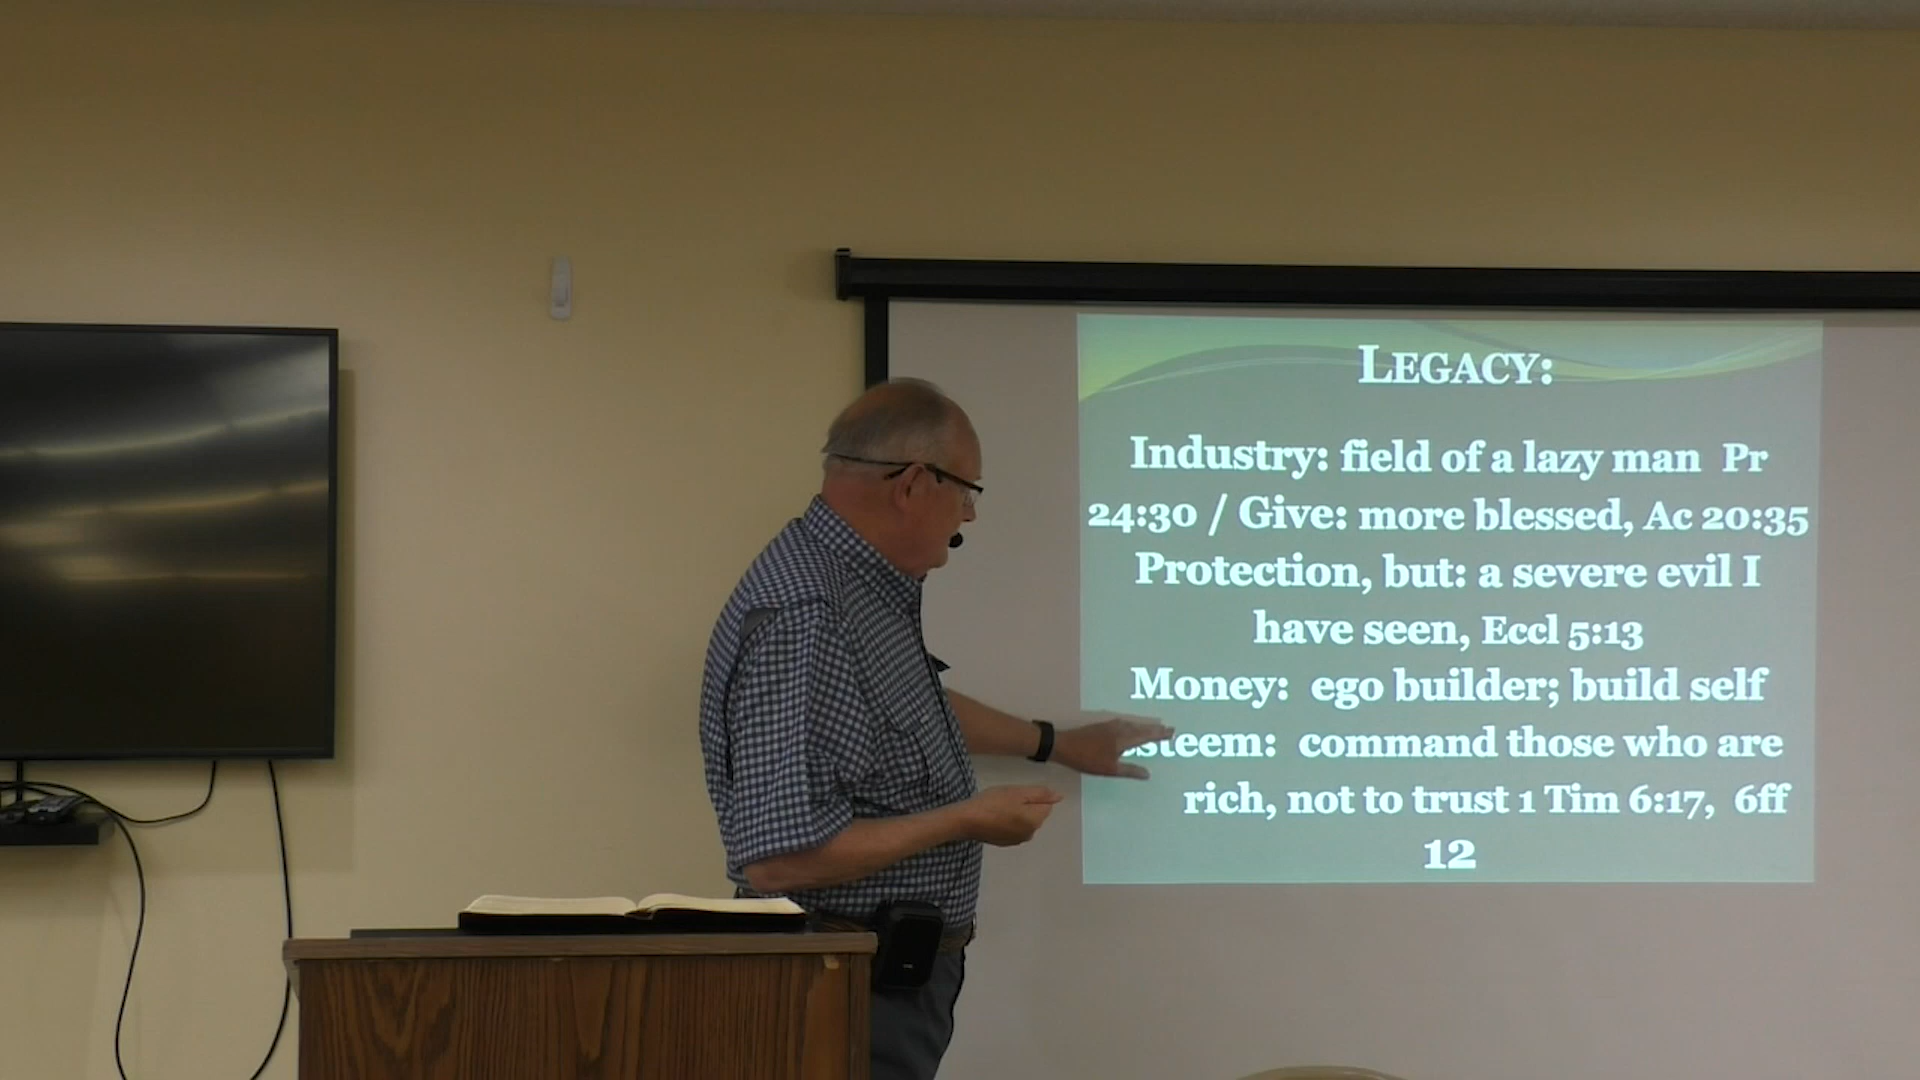 LEGACY:
Industry: field of a lazy man Pr
24:30 / Give: more blessed, Ac 20:35
Protection, but: a severe evil I
have seen, Eccl 5:13
Money: ego builder; build self
command those who are
rich, not to trust 1 Tim 6:17, 6ff
12